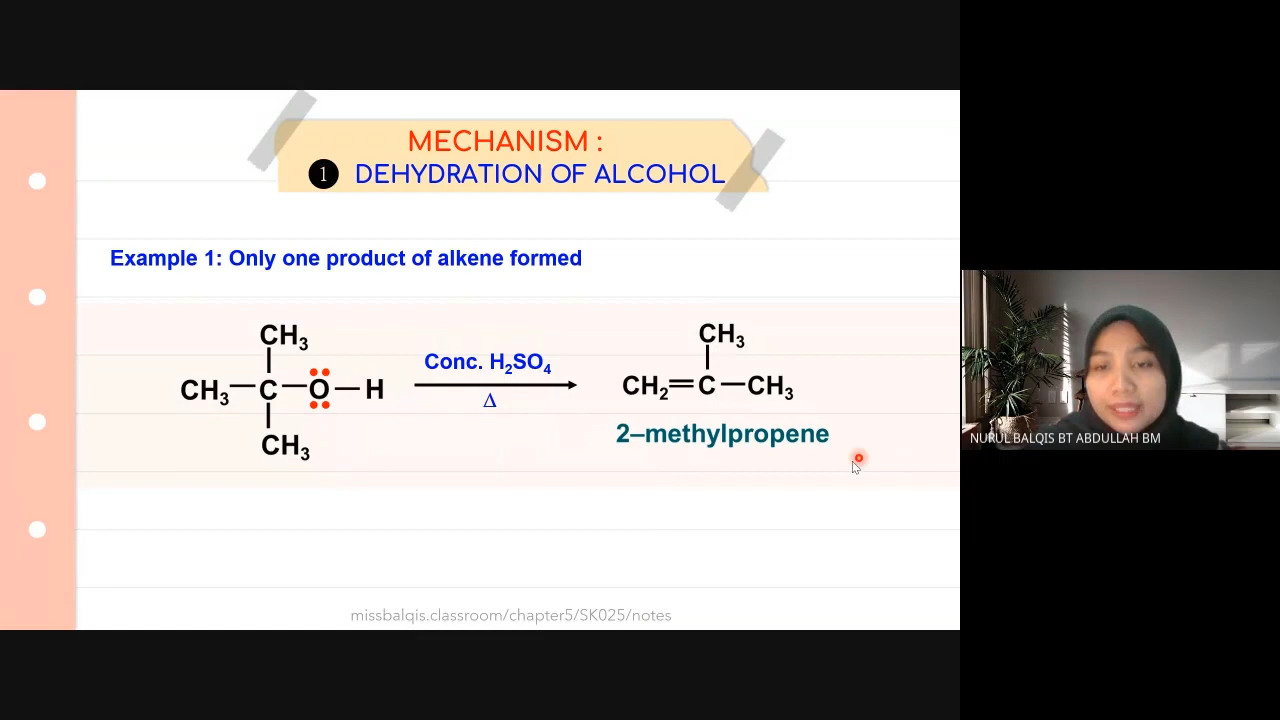 MECHANISM :
❶ DEHYDRATION OF ALCOHOL
Example 1: Only one product of alkene formed
CH₃
CH₃—C—O—H
CH₃
Conc. H₂SO₄
Δ
CH₃
CH₂=C—CH₃
2–methylpropene
missbalqis.classroom/chapter5/SK025/notes
NURUL BALQIS BT ABDULLAH BM